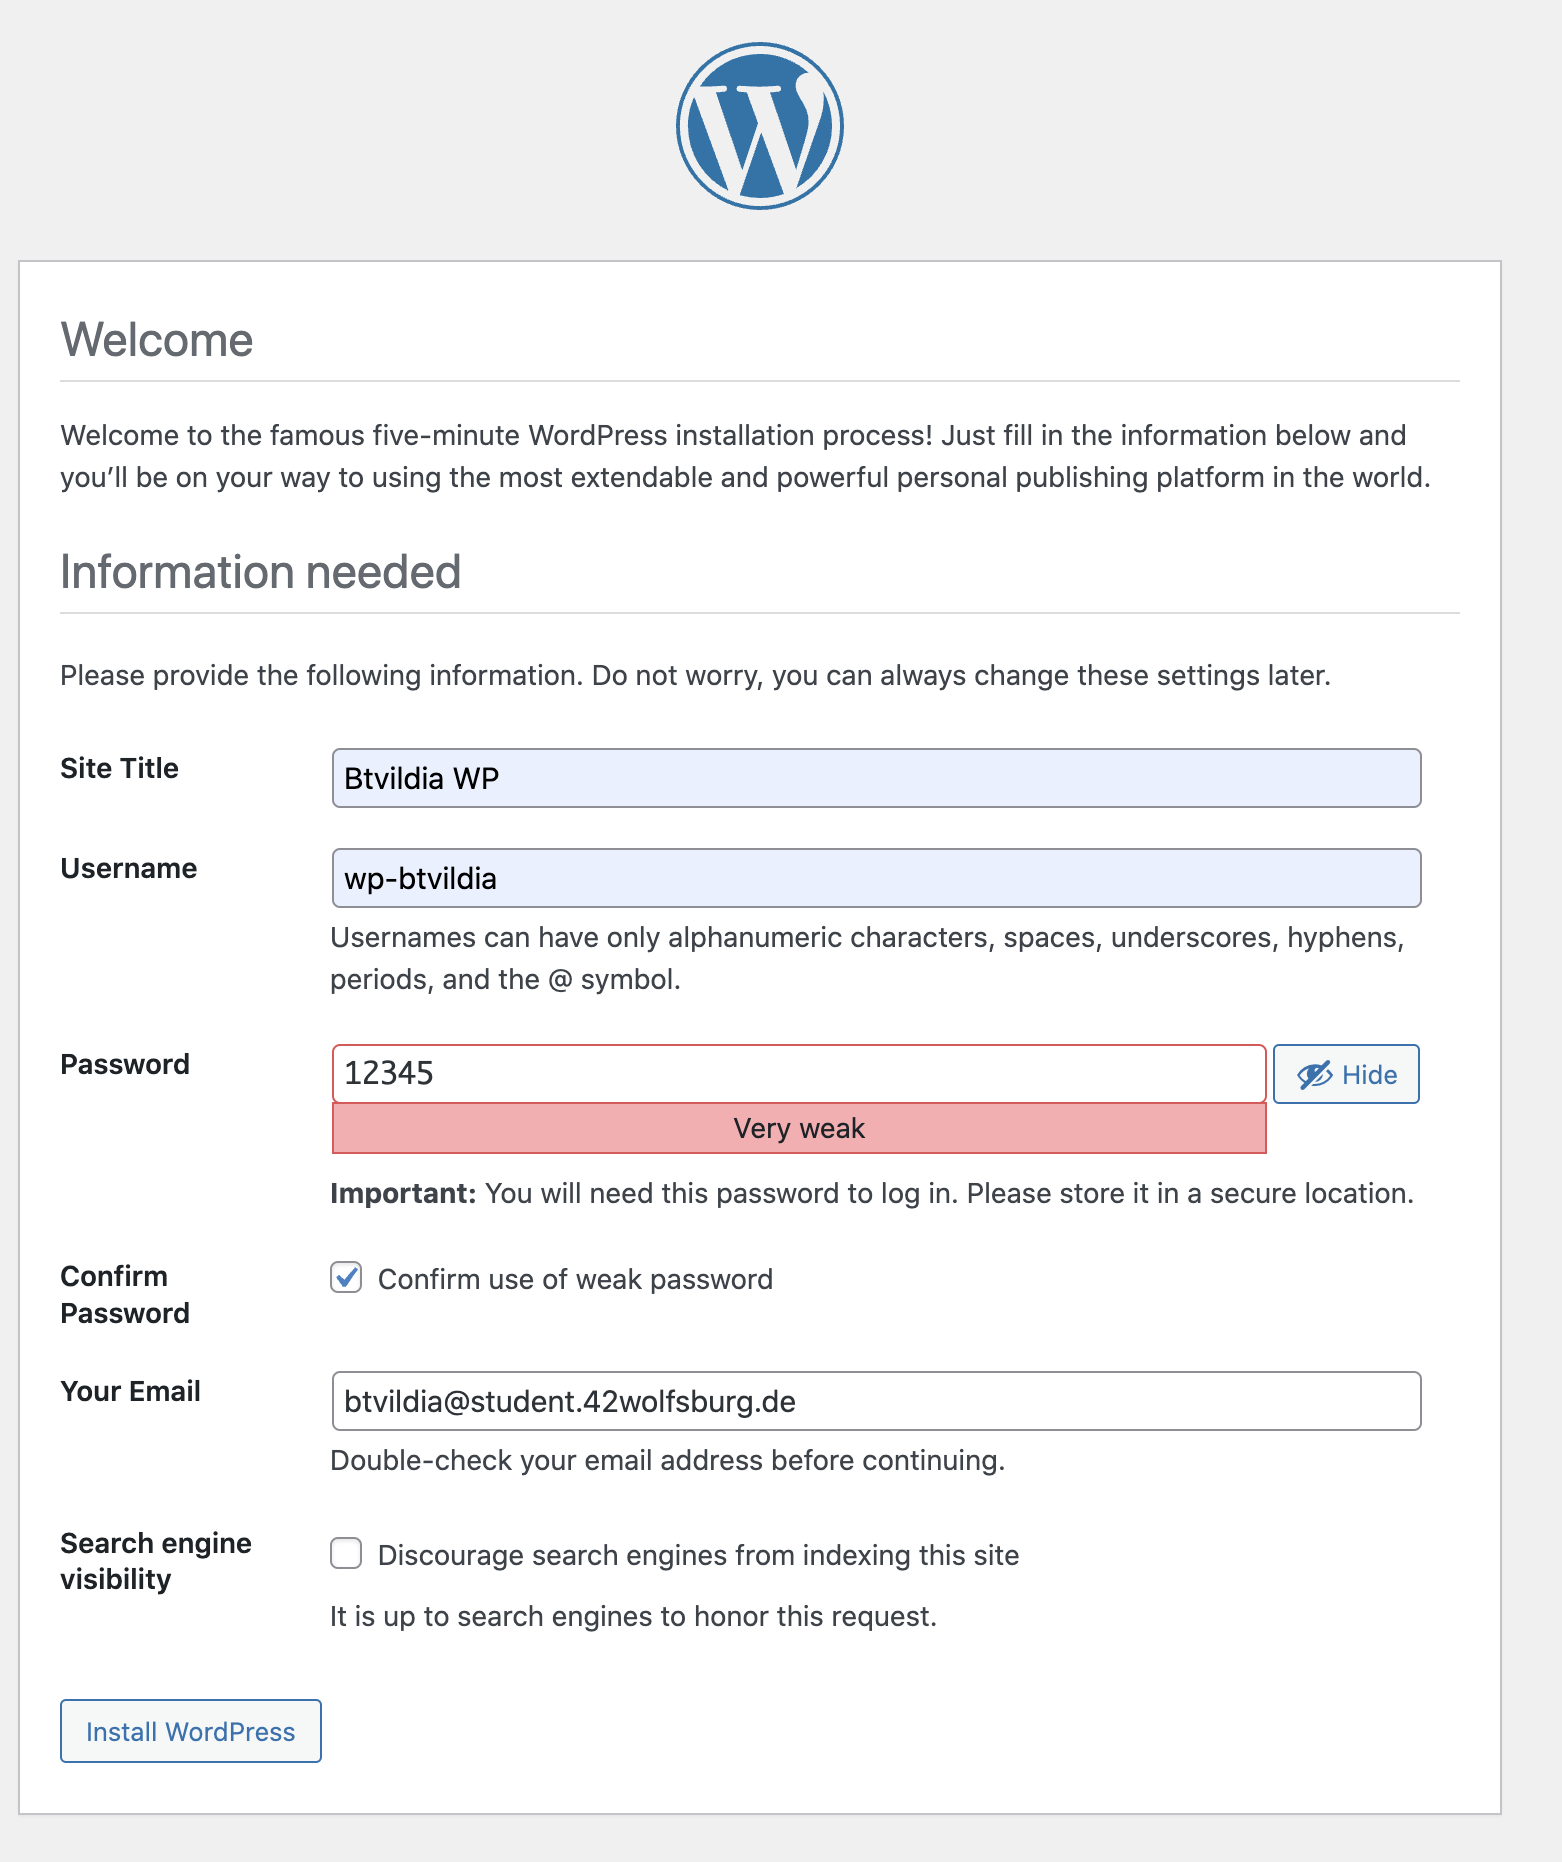 Welcome
Welcome to the famous five-minute WordPress installation process! Just fill in the information below and
you’ll be on your way to using the most extendable and powerful personal publishing platform in the world.
Information needed
Please provide the following information. Do not worry, you can always change these settings later.
Site Title
Btvildia WP
Username
wp-btvildia
Usernames can have only alphanumeric characters, spaces, underscores, hyphens,
periods, and the @ symbol.
Password
12345
Hide
Very weak
Important: You will need this password to log in. Please store it in a secure location.
Confirm
Password
Confirm use of weak password
Your Email
btvildia@student.42wolfsburg.de
Double-check your email address before continuing.
Search engine
visibility
Discourage search engines from indexing this site
It is up to search engines to honor this request.
Install WordPress